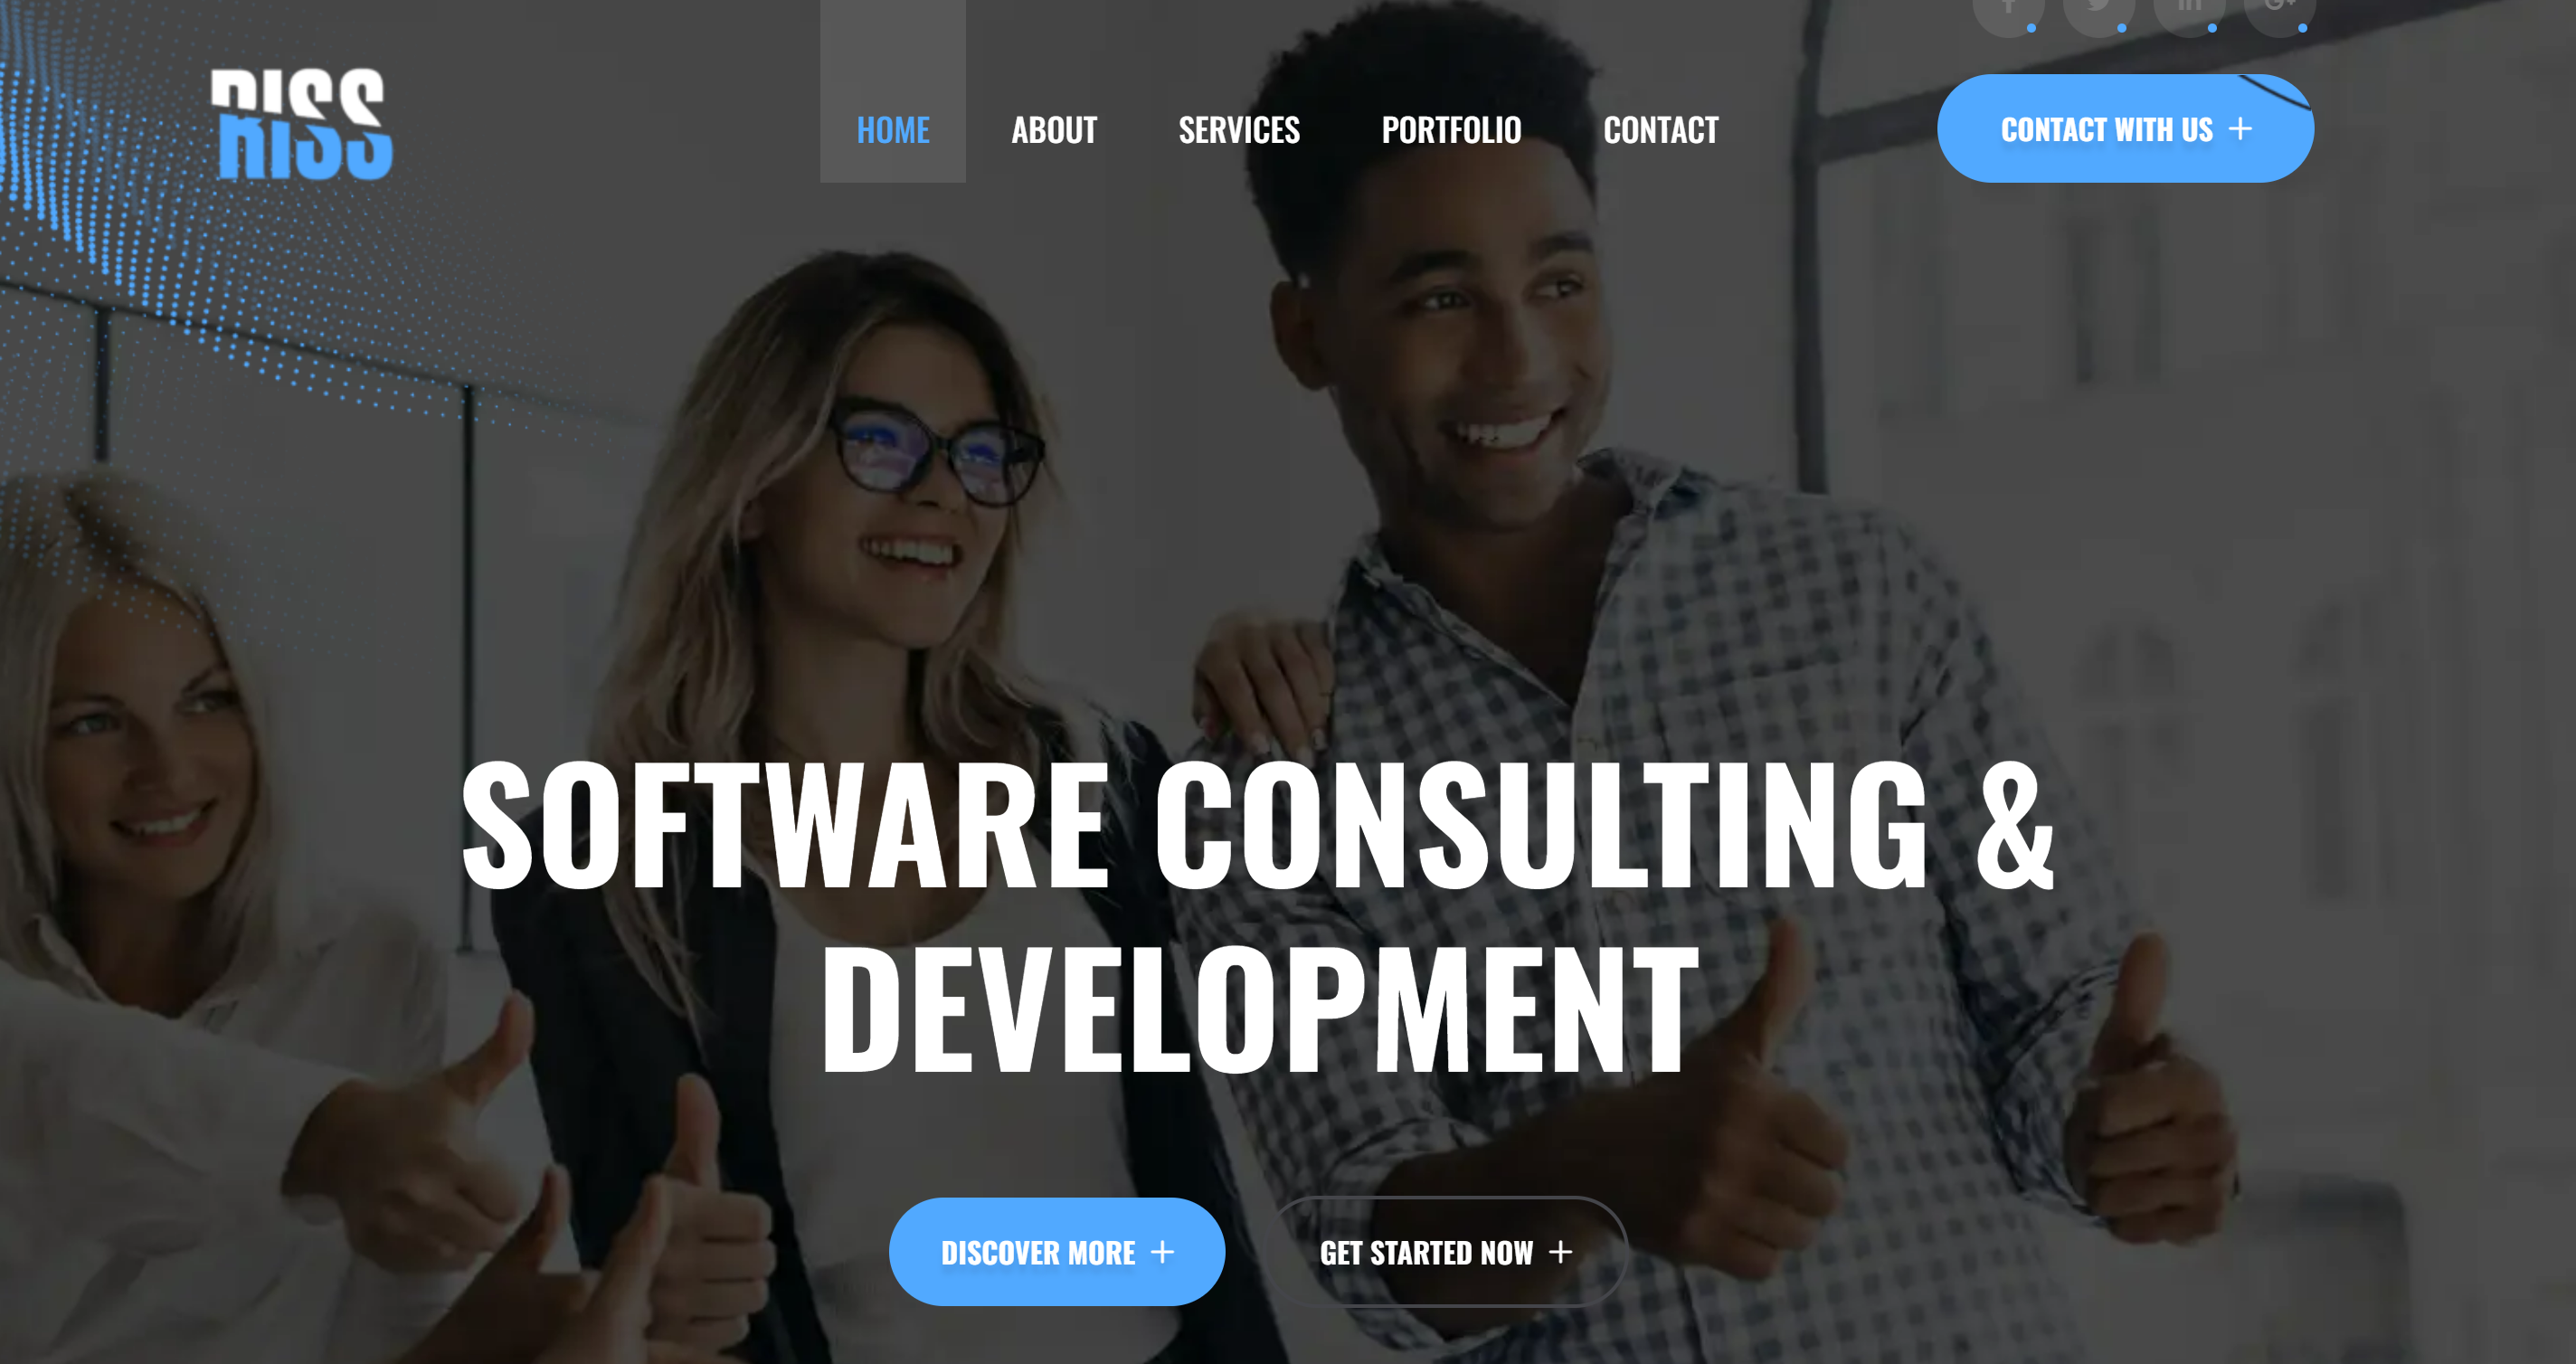 RISS
HOME ABOUT SERVICES PORTFOLIO CONTACT
CONTACT WITH US +
SOFTWARE CONSULTING &
DEVELOPMENT
DISCOVER MORE +
GET STARTED NOW +